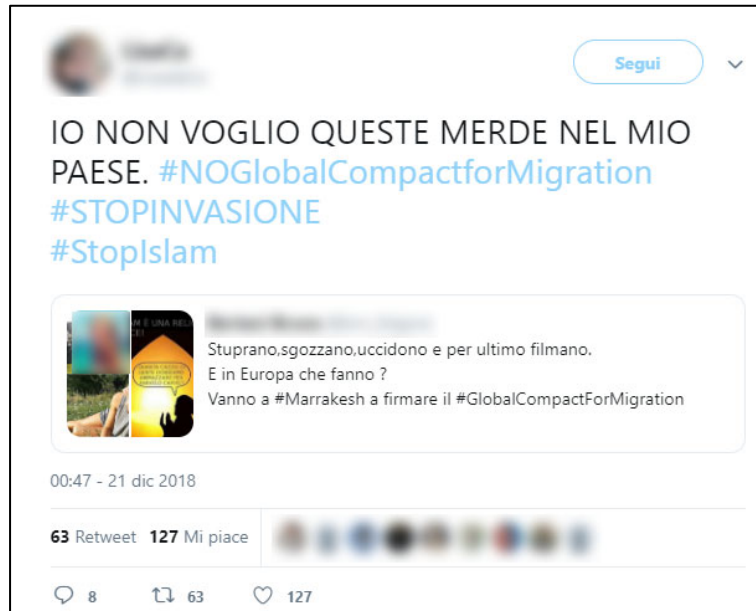 Segui
IO NON VOGLIO QUESTE MERDE NEL MIO
PAESE. #NOGlobalCompactforMigration
#STOPINVASIONE
#StopIslam
Stuprano,sgozzano,uccidono e per ultimo filmano.
E in Europa che fanno ?
Vanno a #Marrakesh a firmare il #GlobalCompactForMigration
00:47 - 21 dic 2018
63 Retweet 127 Mi piace
8 63 127